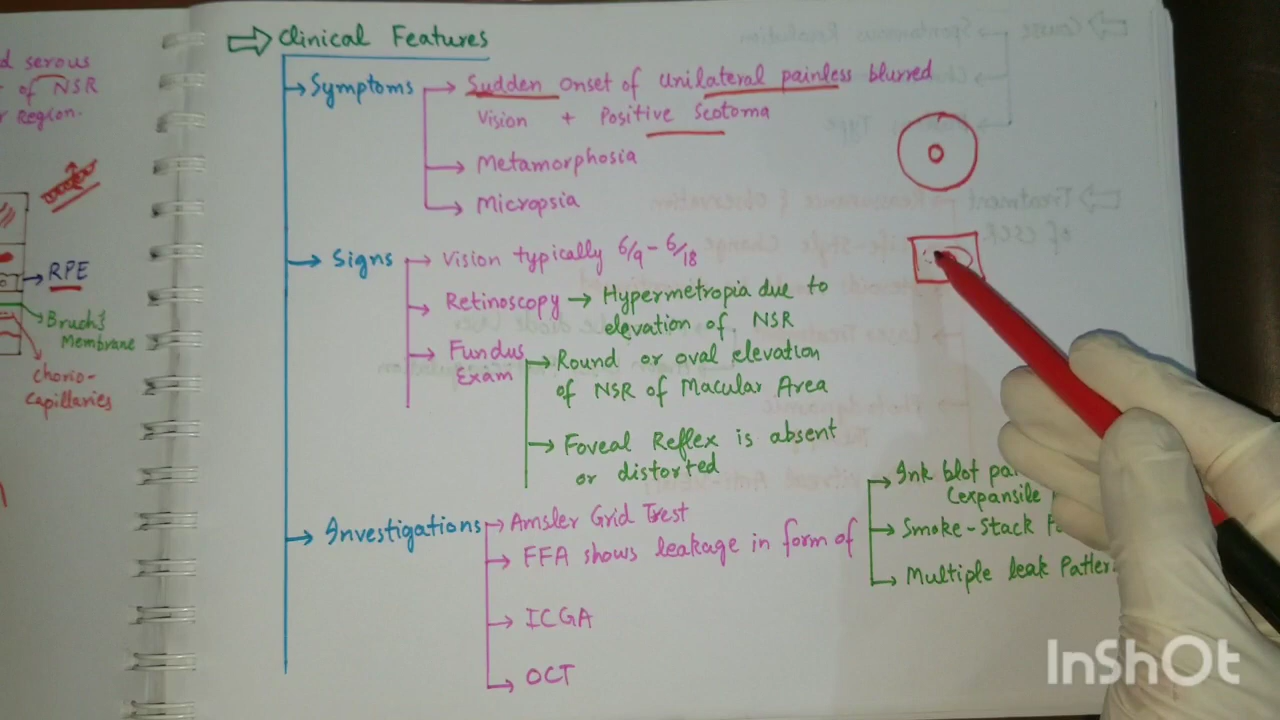 d serous
of NSR
region.
RPE
Bruch's
Membrane
Chorio-
Capillaries
Clinical Features
Symptoms
Sudden onset of unilateral painless blurred
Vision + Positive Scotoma
Metamorphosia
Micropsia
Signs
Vision typically 6/9 - 6/18
Retinoscopy → Hypermetropia due to
elevation of NSR
Fundus
Exam
Round or oval elevation
of NSR of Macular Area
Foveal Reflex is absent
or distorted
Investigations
Amsler Grid Trest
FFA shows leakage in form of
Ink blot pa
(expansile
Smoke-Stack P
Multiple leak Patter
ICGA
OCT
InShOt